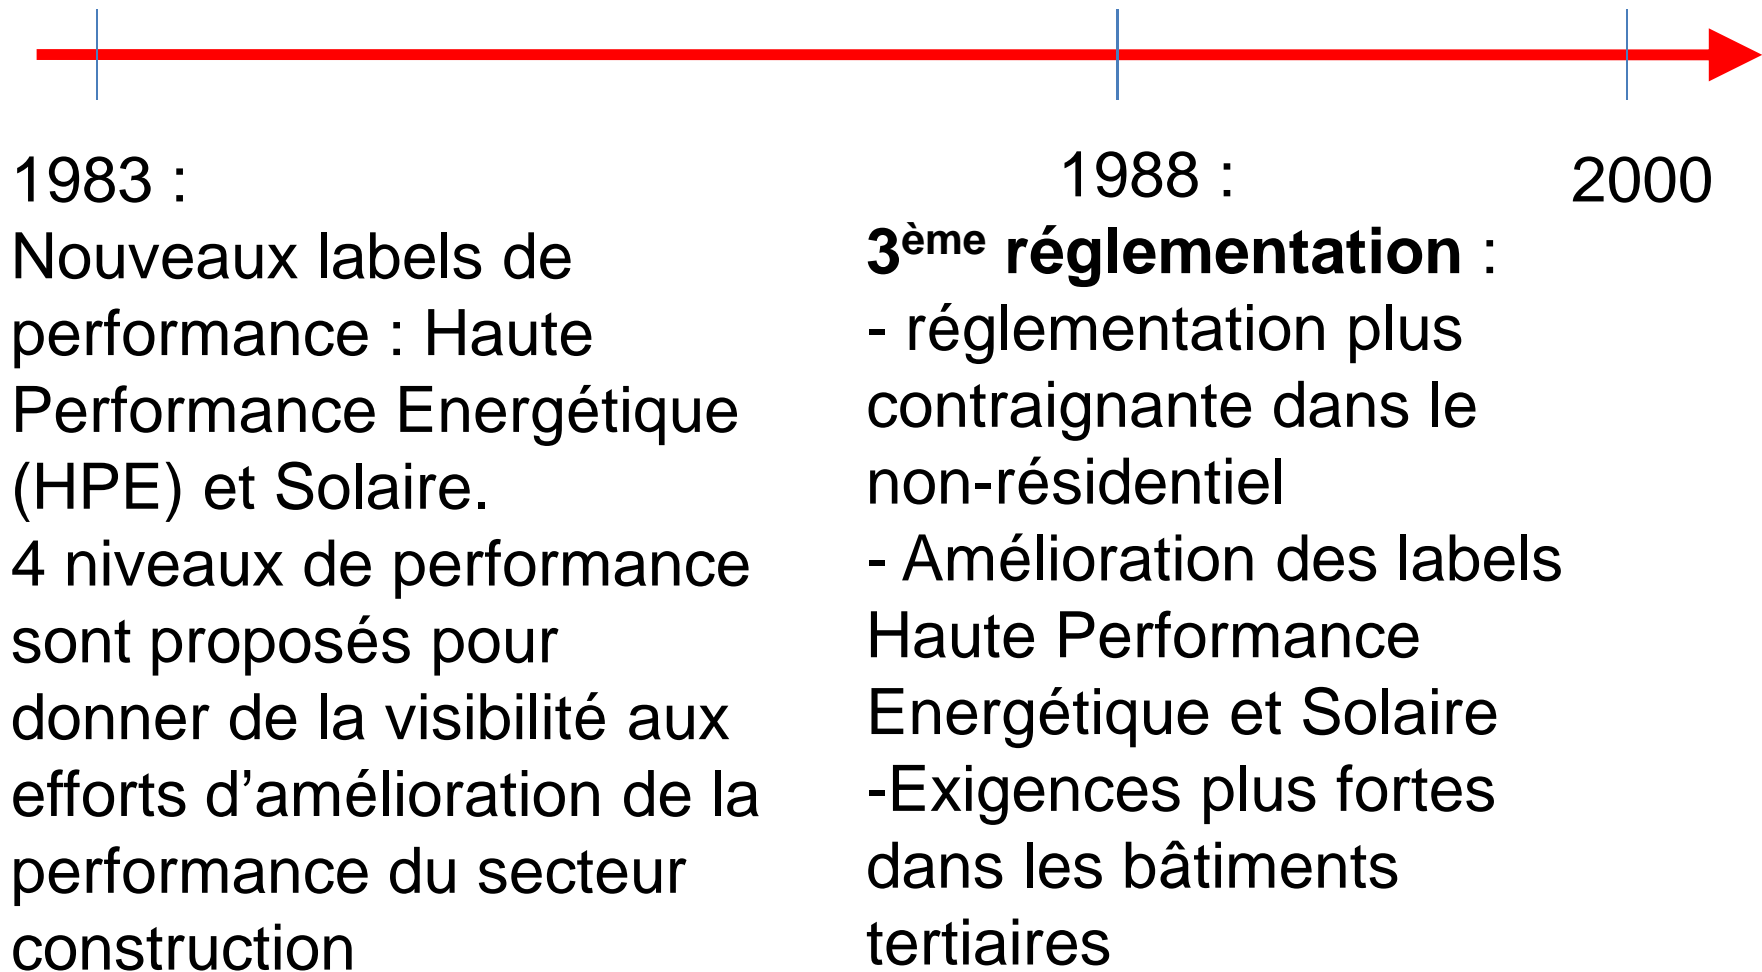 1983 :
Nouveaux labels de
performance : Haute
Performance Energétique
(HPE) et Solaire.
4 niveaux de performance
sont proposés pour
donner de la visibilité aux
efforts d’amélioration de la
performance du secteur
construction
1988 :
3ème réglementation :
- réglementation plus
contraignante dans le
non-résidentiel
- Amélioration des labels
Haute Performance
Energétique et Solaire
-Exigences plus fortes
dans les bâtiments
tertiaires
2000